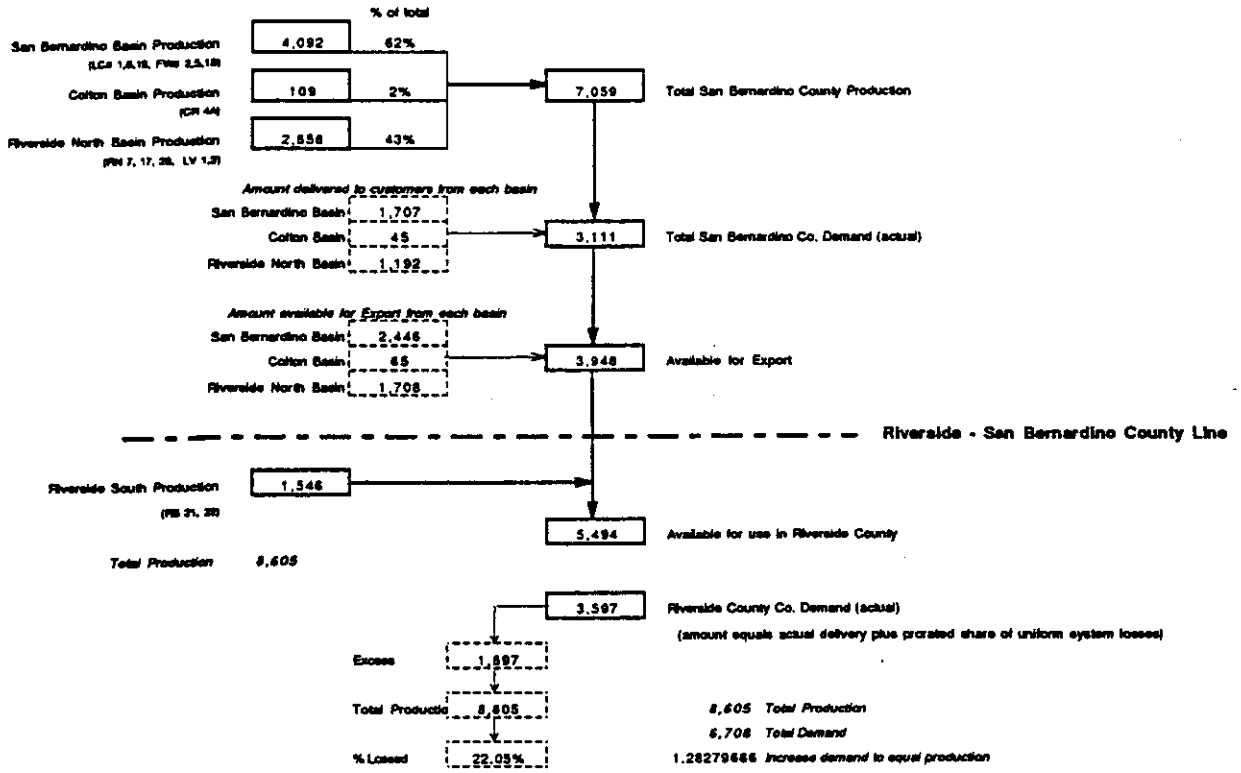 % of total
San Bernardino Basin Production 4,092 62%
Colton Basin Production 109 2%
Riverside North Basin Production 2,858 43%
7,059 Total San Bernardino County Production
Amount delivered to customers from each basin
San Bernardino Basin 1,707
Colton Basin 45
Riverside North Basin 1,192
3,111 Total San Bernardino Co. Demand (actual)
Amount available for Export from each basin
San Bernardino Basin 2,446
Colton Basin 65
Riverside North Basin 1,708
3,948 Available for Export
Riverside - San Bernardino County Line
Riverside South Production 1,546
5,494 Available for use in Riverside County
Total Production 8,605
3,597 Riverside County Co. Demand (actual)
(amount equals actual delivery plus prorated share of uniform system losses)
Excess 1,897
Total Productio 8,605
% Lossed 22.05%
8,605 Total Production
6,708 Total Demand
1.28279666 Increase demand to equal production